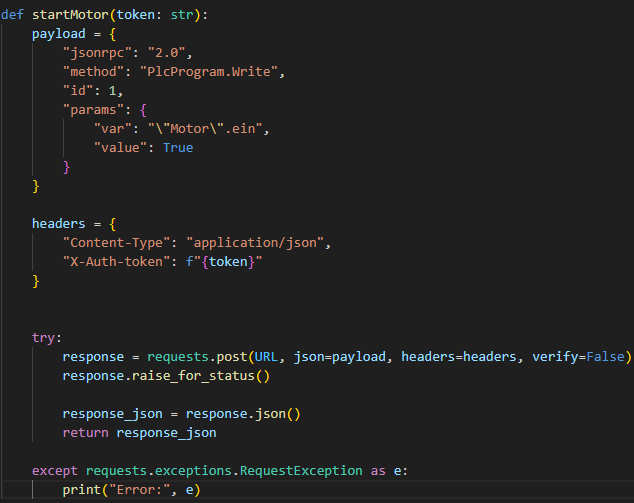 def startMotor(token: str):
    payload = {
        "jsonrpc": "2.0",
        "method": "PlcProgram.Write",
        "id": 1,
        "params": {
            "var": "\"Motor\".ein",
            "value": True
        }
    }

    headers = {
        "Content-Type": "application/json",
        "X-Auth-token": f"{token}"
    }


    try:
        response = requests.post(URL, json=payload, headers=headers, verify=False)
        response.raise_for_status()

        response_json = response.json()
        return response_json

    except requests.exceptions.RequestException as e:
        print("Error:", e)